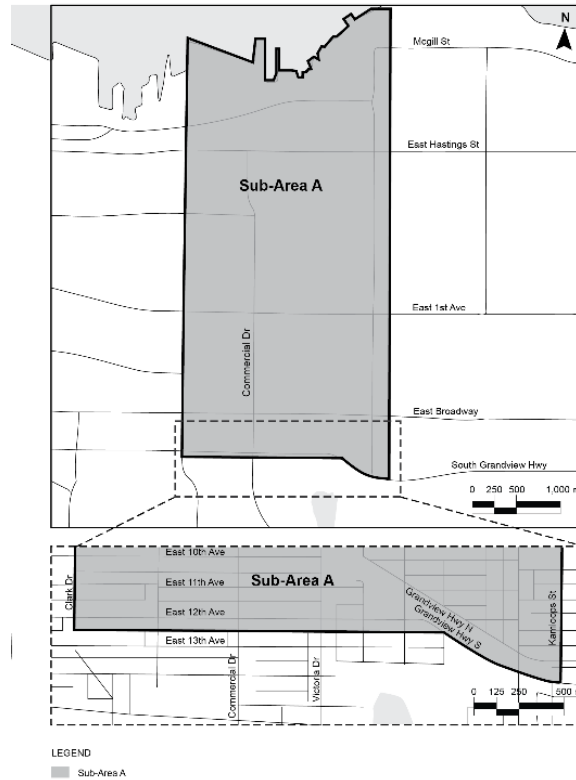 N
Mcgill St
East Hastings St
Sub-Area A
East 1st Ave
Commercial Dr
East Broadway
South Grandview Hwy
0 250 500 1,000 m
East 10th Ave
Sub-Area A
East 11th Ave
Clark Dr
East 12th Ave
Grandview Hwy N
Grandview Hwy S
Kamloops St
East 13th Ave
Commercial Dr
Victoria Dr
0 125 250 500 m
LEGEND
Sub-Area A